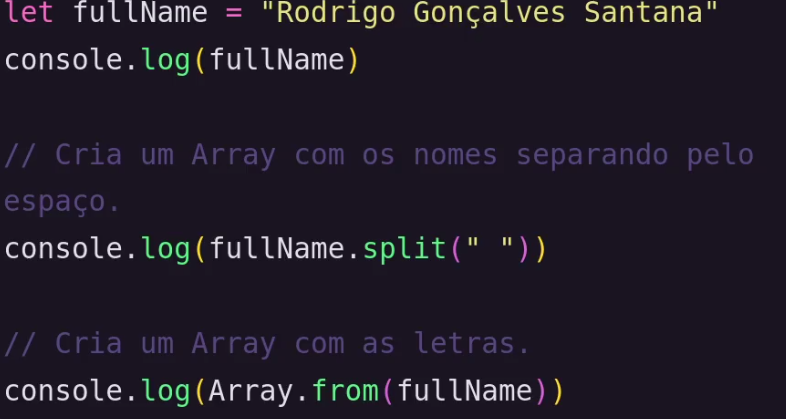 let fullName = "Rodrigo Gonçalves Santana"
console.log(fullName)
// Cria um Array com os nomes separando pelo
espaço.
console.log(fullName.split(" "))
// Cria um Array com as letras.
console.log(Array.from(fullName))